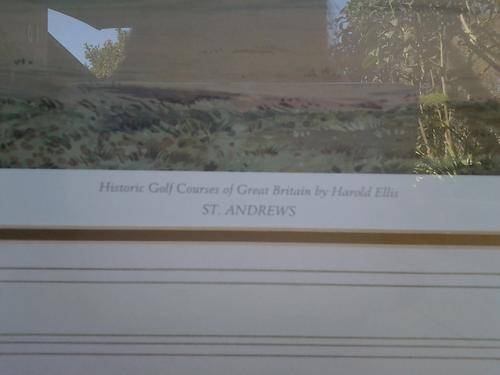 Historic Golf Courses of Great Britain by Harold Ellis
ST. ANDREWS